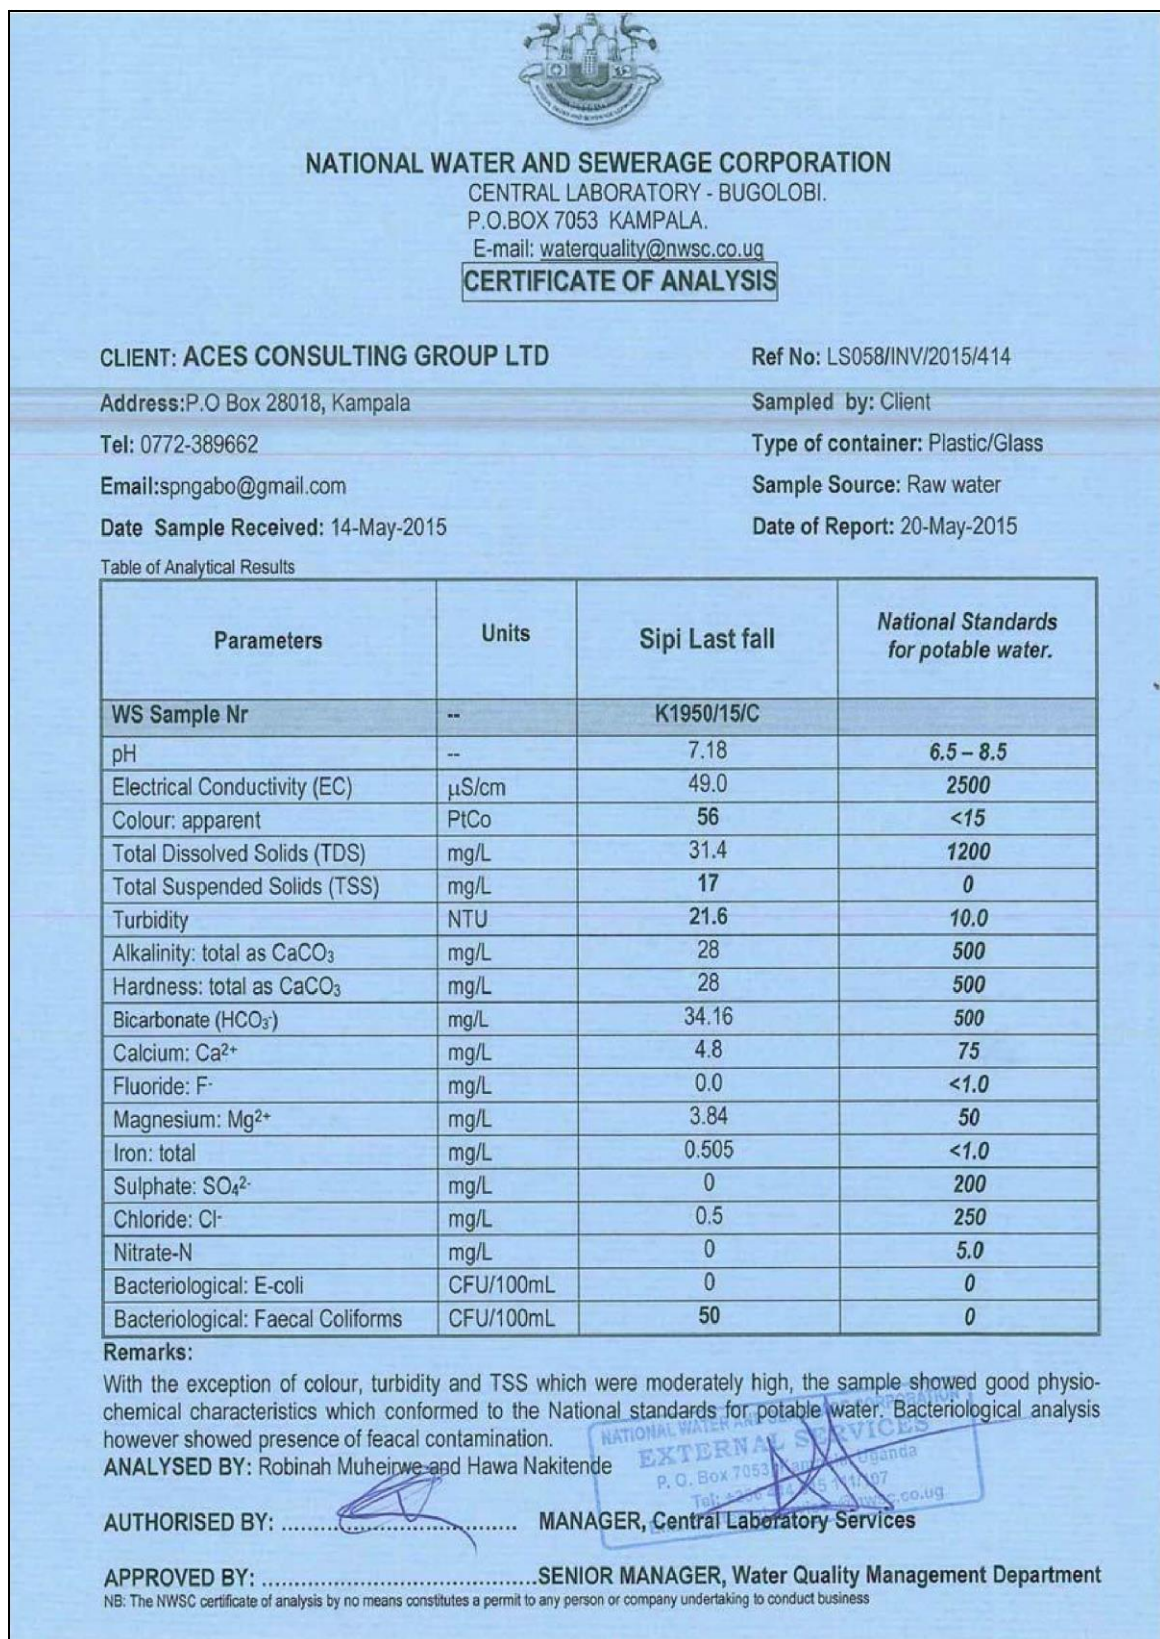 NATIONAL WATER AND SEWERAGE CORPORATION
CENTRAL LABORATORY - BUGOLOBI.
P.O.BOX 7053 KAMPALA.
E-mail: waterquality@nwsc.co.ug
CERTIFICATE OF ANALYSIS
CLIENT: ACES CONSULTING GROUP LTD Ref No: LS058/INV/2015/414
Address:P.O Box 28018, Kampala Sampled by: Client
Tel: 0772-389662 Type of container: Plastic/Glass
Email:spngabo@gmail.com Sample Source: Raw water
Date Sample Received: 14-May-2015 Date of Report: 20-May-2015
Table of Analytical Results
Parameters Units Sipi Last fall National Standards
for potable water.
WS Sample Nr -- K1950/15/C
pH -- 7.18 6.5 – 8.5
Electrical Conductivity (EC) µS/cm 49.0 2500
Colour: apparent PtCo 56 <15
Total Dissolved Solids (TDS) mg/L 31.4 1200
Total Suspended Solids (TSS) mg/L 17 0
Turbidity NTU 21.6 10.0
Alkalinity: total as CaCO₃ mg/L 28 500
Hardness: total as CaCO₃ mg/L 28 500
Bicarbonate (HCO₃⁻) mg/L 34.16 500
Calcium: Ca²⁺ mg/L 4.8 75
Fluoride: F⁻ mg/L 0.0 <1.0
Magnesium: Mg²⁺ mg/L 3.84 50
Iron: total mg/L 0.505 <1.0
Sulphate: SO₄²⁻ mg/L 0 200
Chloride: Cl⁻ mg/L 0.5 250
Nitrate-N mg/L 0 5.0
Bacteriological: E-coli CFU/100mL 0 0
Bacteriological: Faecal Coliforms CFU/100mL 50 0
Remarks:
With the exception of colour, turbidity and TSS which were moderately high, the sample showed good physio-
chemical characteristics which conformed to the National standards for potable water. Bacteriological analysis
however showed presence of feacal contamination.
NATIONAL WATER AND SEWERAGE CORPORATION
EXTERNAL SERVICES
P. O. Box 7053 Kampala Uganda
ANALYSED BY: Robinah Muheirwe and Hawa Nakitende
AUTHORISED BY: .................................... MANAGER, Central Laboratory Services
APPROVED BY: ..........................................SENIOR MANAGER, Water Quality Management Department
NB: The NWSC certificate of analysis by no means constitutes a permit to any person or company undertaking to conduct business